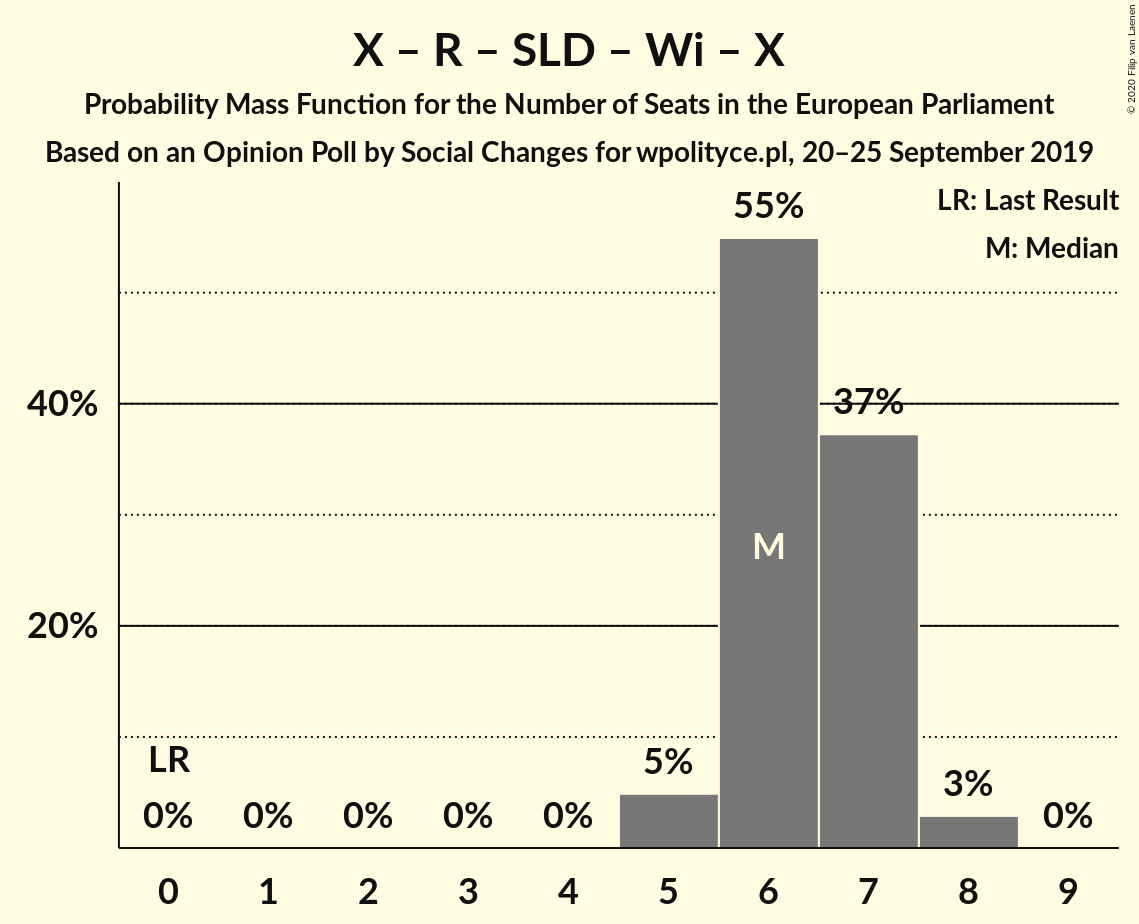 X – R – SLD – Wi – X
Probability Mass Function for the Number of Seats in the European Parliament
Based on an Opinion Poll by Social Changes for wpolityce.pl, 20–25 September 2019
© 2020 Filip van Laenen
LR: Last Result
M: Median
55%
40%
37%
M
20%
LR
5%
3%
0%
0%
0%
0%
0%
0%
0 1 2 3 4 5 6 7 8 9